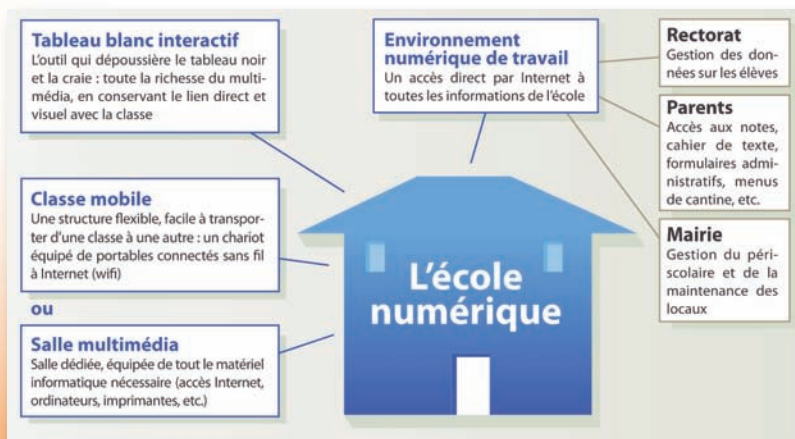 Tableau blanc interactif
L'outil qui dépoussière le tableau noir
et la craie : toute la richesse du multi-
média, en conservant le lien direct et
visuel avec la classe
Classe mobile
Une structure flexible, facile à transpor-
ter d'une classe à une autre : un chariot
équipé de portables connectés sans fil
à Internet (wifi)
ou
Salle multimédia
Salle dédiée, équipée de tout le matériel
informatique nécessaire (accès Internet,
ordinateurs, imprimantes, etc.)
Environnement
numérique de travail
Un accès direct par Internet à
toutes les informations de l'école
Rectorat
Gestion des don-
nées sur les élèves
Parents
Accès aux notes,
cahier de texte,
formulaires admi-
nistratifs, menus
de cantine, etc.
Mairie
Gestion du péri-
scolaire et de la
maintenance des
locaux
L'école
numérique